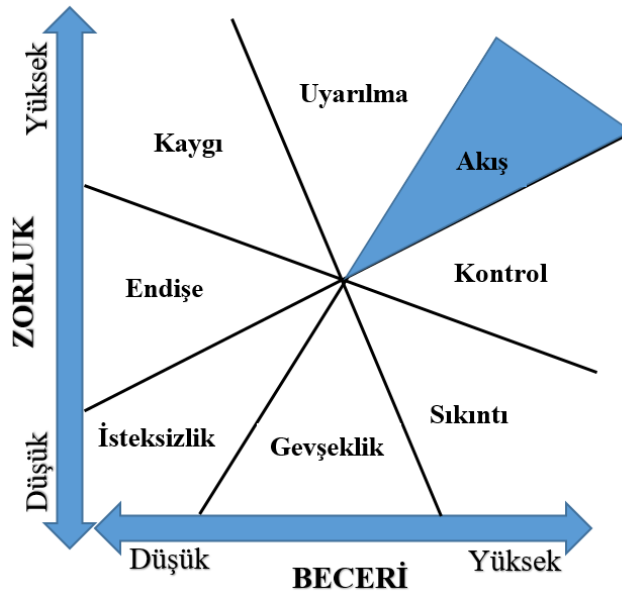 Yüksek
Uyarılma
Kaygı
Akış
ZORLUK
Endişe
Kontrol
Sıkıntı
İsteksizlik
Gevşeklik
Düşük
Düşük
Yüksek
BECERİ